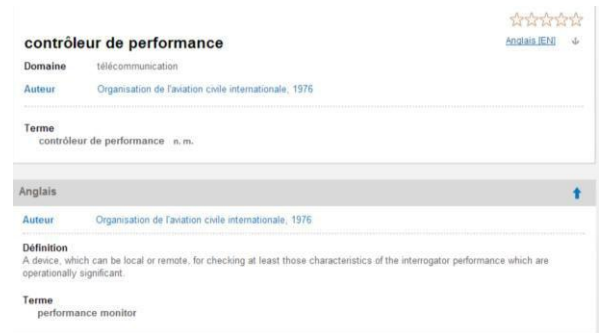 contrôleur de performance
Anglais [EN]
Domaine télécommunication
Auteur Organisation de l'aviation civile internationale, 1976
Terme
contrôleur de performance n. m.
Anglais
Auteur Organisation de l'aviation civile internationale, 1976
Définition
A device, which can be local or remote, for checking at least those characteristics of the interrogator performance which are
operationally significant.
Terme
performance monitor